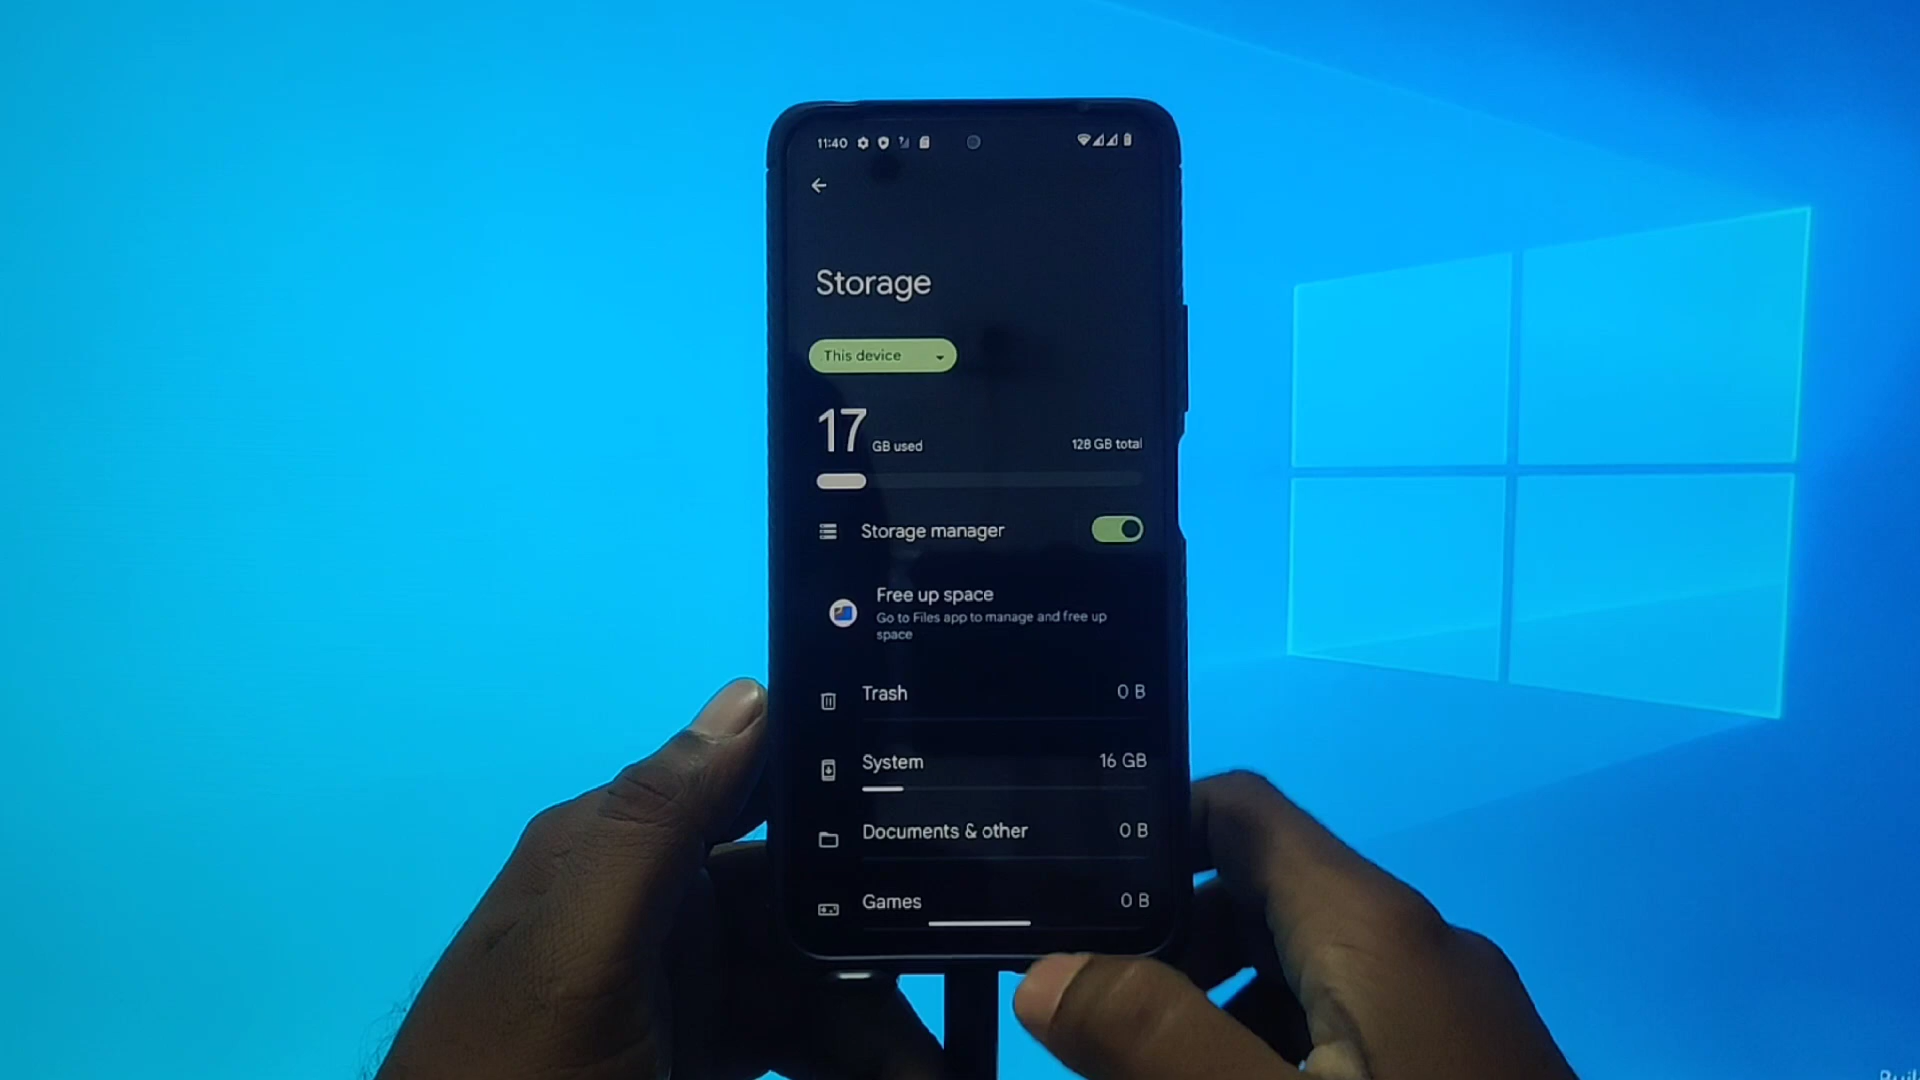 11:40
Storage
This device
17 GB used
128 GB total
Storage manager
Free up space
Go to Files app to manage and free up
space
Trash
0 B
System
16 GB
Documents & other
0 B
Games
0 B